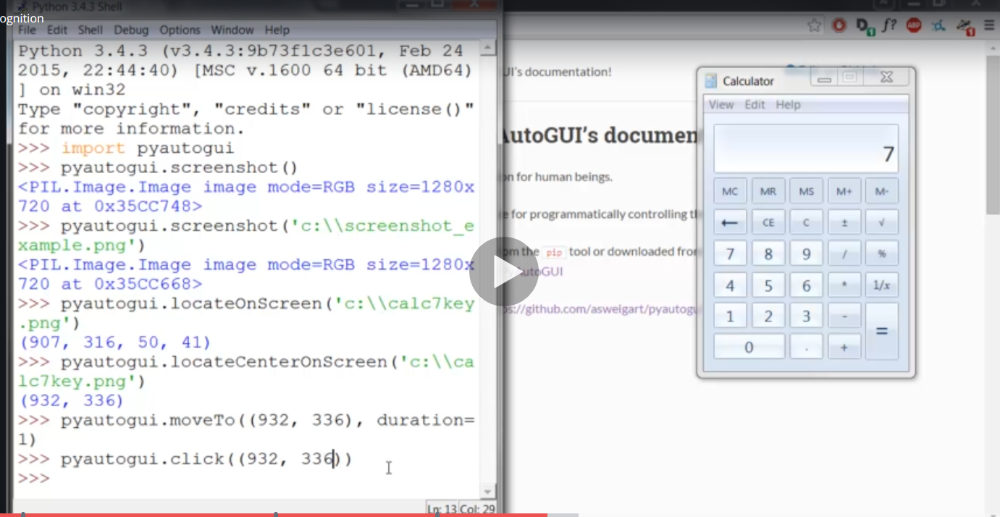 Python 3.4.3 Shell
ognition
File Edit Shell Debug Options Window Help
Python 3.4.3 (v3.4.3:9b73f1c3e601, Feb 24
2015, 22:44:40) [MSC v.1600 64 bit (AMD64)
] on win32
Type "copyright", "credits" or "license()"
for more information.
>>> import pyautogui
>>> pyautogui.screenshot()
<PIL.Image.Image image mode=RGB size=1280x
720 at 0x35CC748>
>>> pyautogui.screenshot('c:\\screenshot_e
xample.png')
<PIL.Image.Image image mode=RGB size=1280x
720 at 0x35CC668>
>>> pyautogui.locateOnScreen('c:\\calc7key
.png')
(907, 316, 50, 41)
>>> pyautogui.locateCenterOnScreen('c:\\ca
lc7key.png')
(932, 336)
>>> pyautogui.moveTo((932, 336), duration=
1)
>>> pyautogui.click((932, 336))
>>>
Ln: 13 Col: 29
D 1 f? ABP 1
UI's documentation!
AutoGUI's documen
on for human beings.
e for programmatically controlling th
om the pip tool or downloaded from
PyAutoGUI
ps://github.com/asweigart/pyautogu
Calculator
View Edit Help
7
MC MR MS M+ M-
← CE C ± √
7 8 9 / %
4 5 6 * 1/x
1 2 3 - =
0 . +